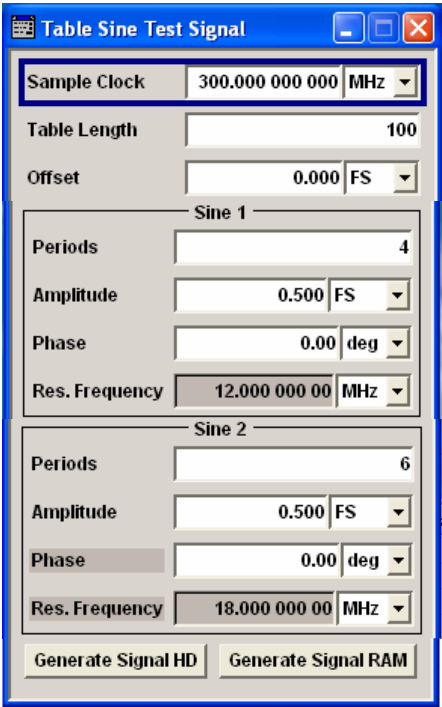 Table Sine Test Signal
Sample Clock 300.000 000 000 MHz
Table Length 100
Offset 0.000 FS
Sine 1
Periods 4
Amplitude 0.500 FS
Phase 0.00 deg
Res. Frequency 12.000 000 00 MHz
Sine 2
Periods 6
Amplitude 0.500 FS
Phase 0.00 deg
Res. Frequency 18.000 000 00 MHz
Generate Signal HD Generate Signal RAM